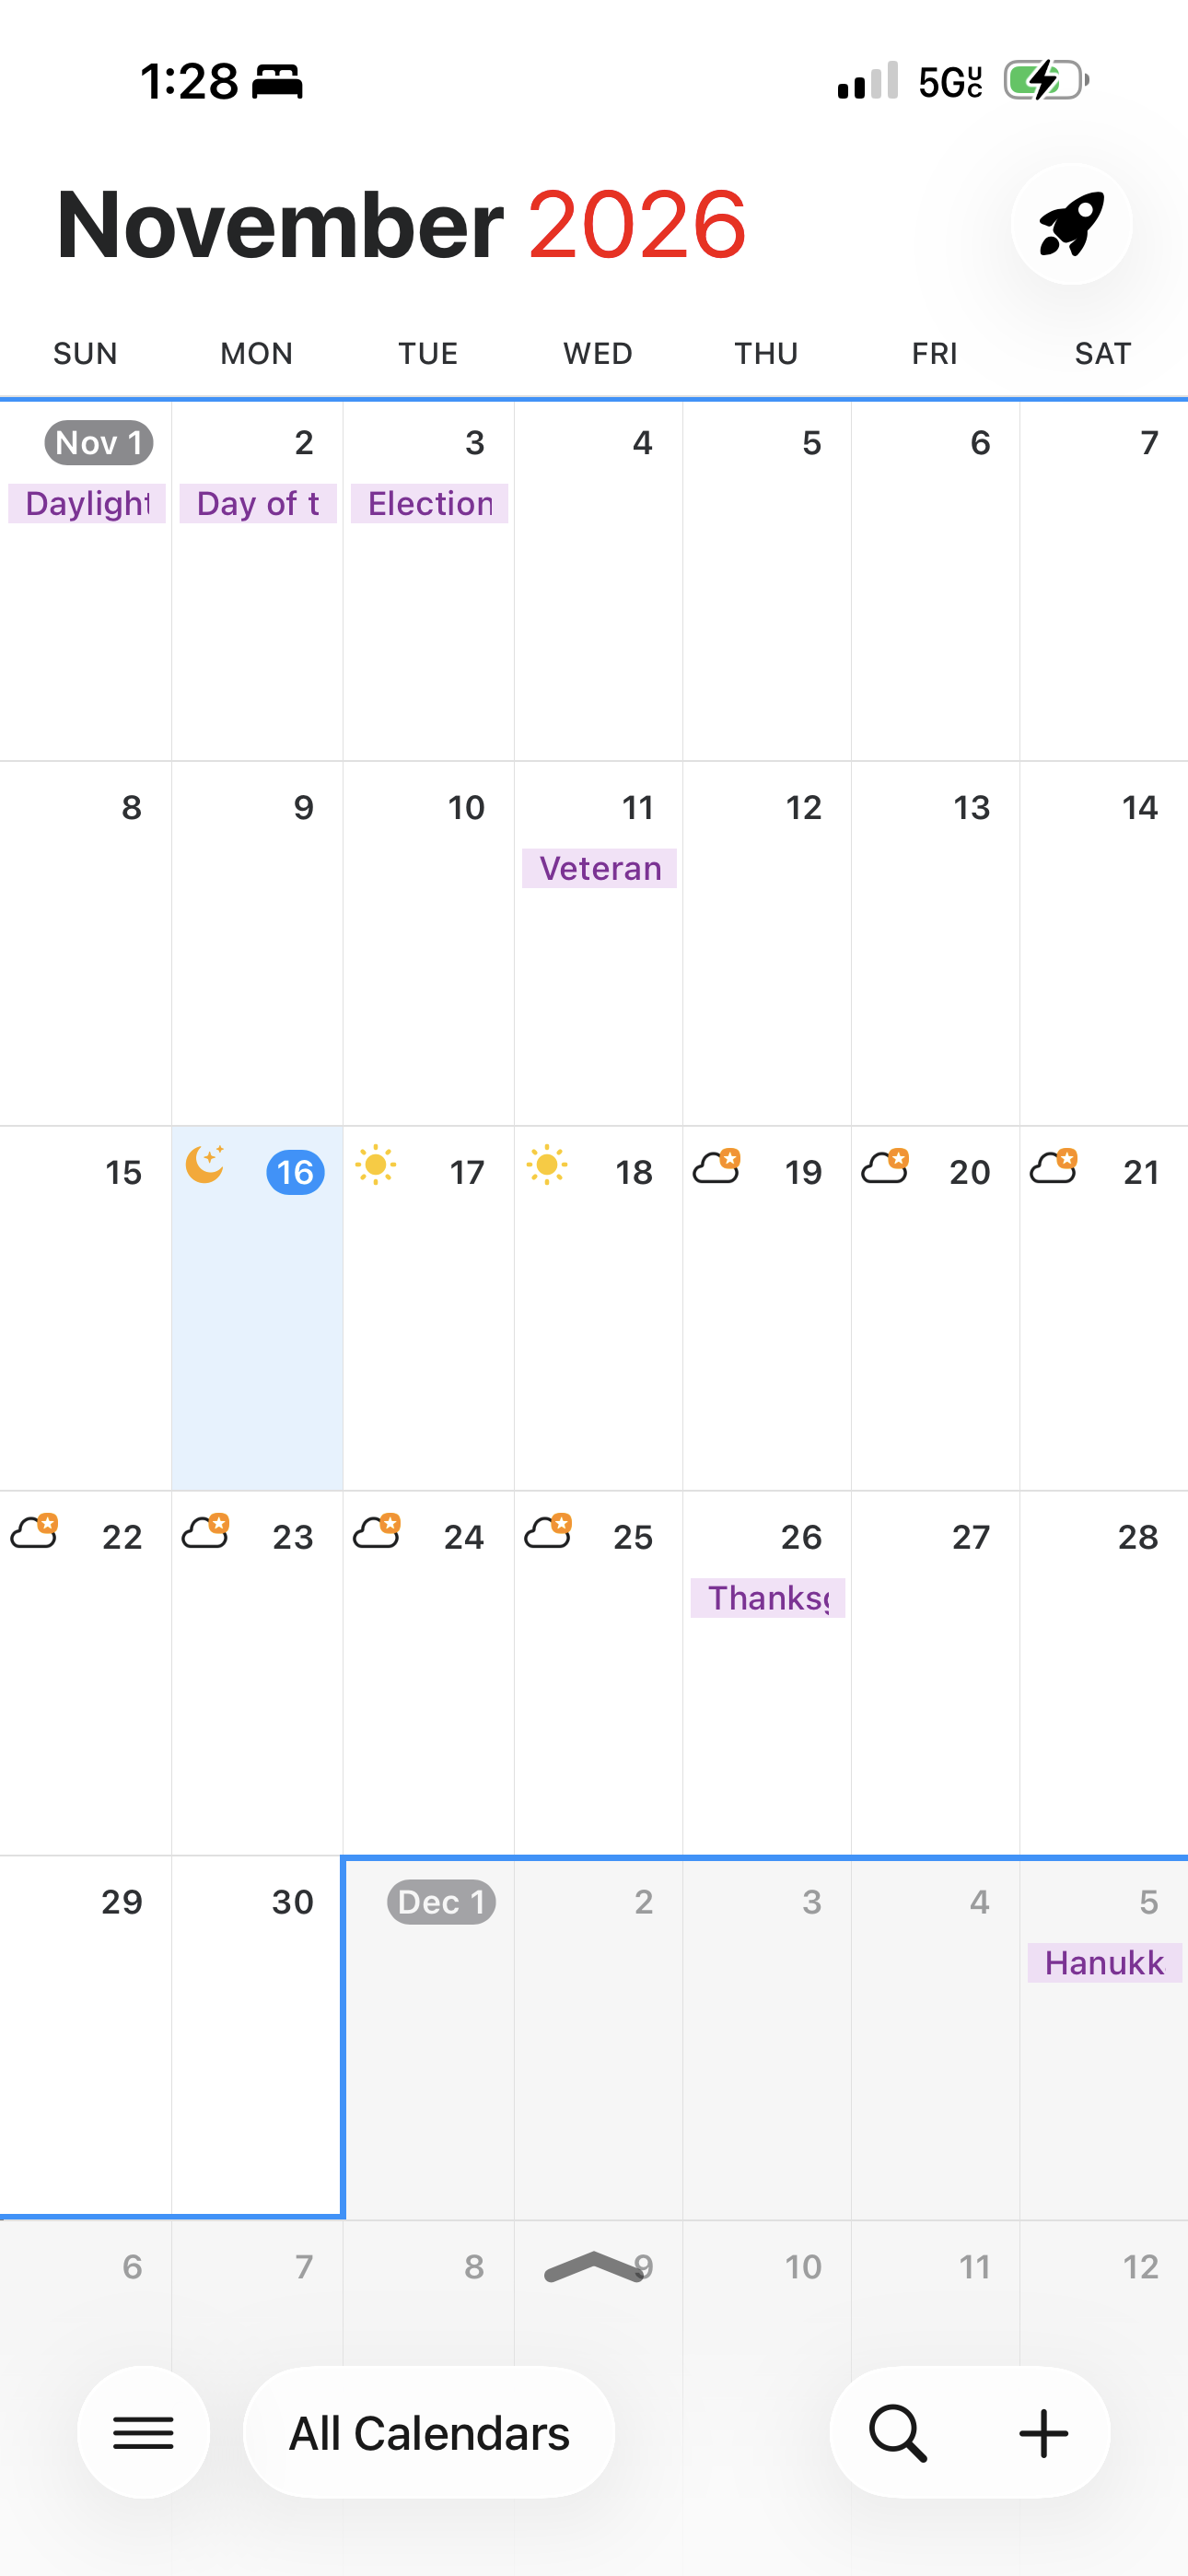 1:28 5GUC
November 2026
SUN MON TUE WED THU FRI SAT
Nov 1 2 3 4 5 6 7
Daylight Day of t Election
8 9 10 11 12 13 14
Veteran
15 16 17 18 19 20 21
22 23 24 25 26 27 28
Thanksg
29 30 Dec 1 2 3 4 5
Hanukk
6 7 8 9 10 11 12
All Calendars